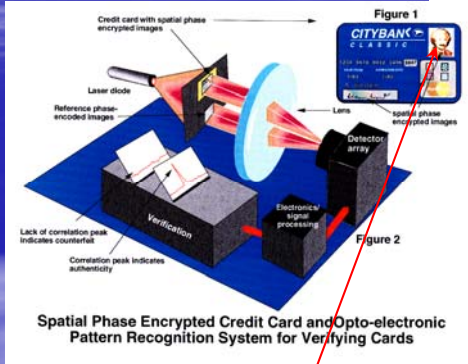 Figure 1
Credit card with spatial phase
encrypted images
CITYBANK
CLASSIC
Laser diode
Reference phase-
encoded images
Lens
spatial phase
encrypted images
Detector
array
Verification
Electronics/
signal
processing
Lack of correlation peak
indicates counterfeit
Figure 2
Correlation peak indicates
authenticity
Spatial Phase Encrypted Credit Card and Opto-electronic
Pattern Recognition System for Verifying Cards